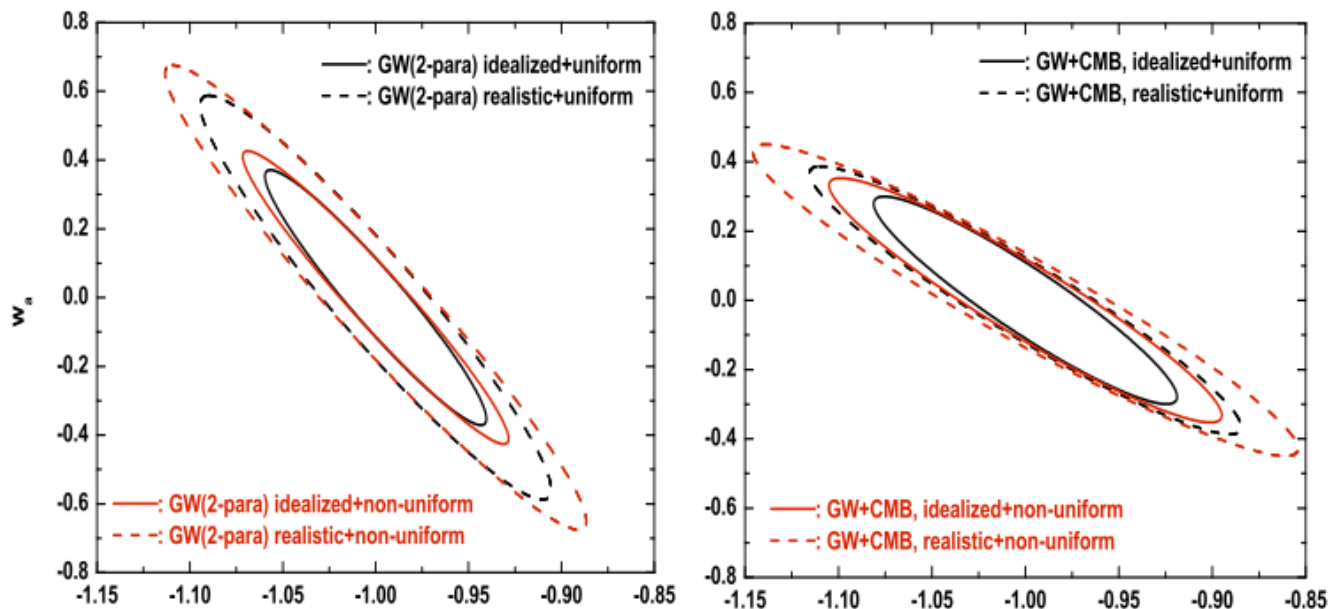 0.8
0.6
0.4
0.2
0.0
-0.2
-0.4
-0.6
-0.8
wₐ
: GW(2-para) idealized+uniform
: GW(2-para) realistic+uniform
: GW(2-para) idealized+non-uniform
: GW(2-para) realistic+non-uniform
-1.15 -1.10 -1.05 -1.00 -0.95 -0.90 -0.85
0.8
0.6
0.4
0.2
0.0
-0.2
-0.4
-0.6
-0.8
: GW+CMB, idealized+uniform
: GW+CMB, realistic+uniform
: GW+CMB, idealized+non-uniform
: GW+CMB, realistic+non-uniform
-1.15 -1.10 -1.05 -1.00 -0.95 -0.90 -0.85